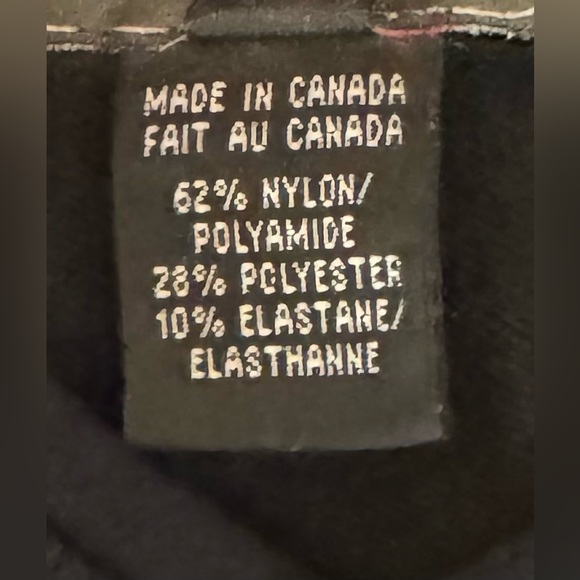 MADE IN CANADA
FAIT AU CANADA
62% NYLON/
POLYAMIDE
28% POLYESTER
10% ELASTANE/
ELASTHANNE